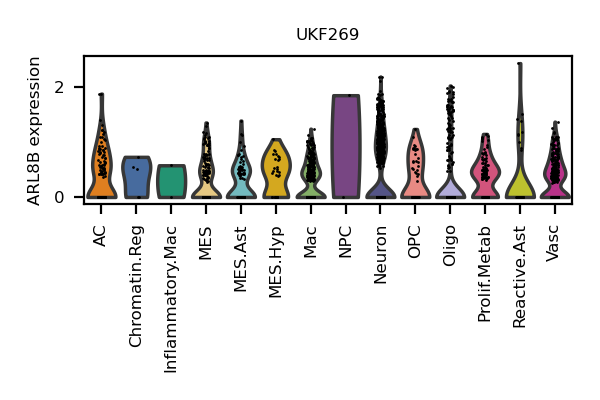 UKF269
ARL8B expression
2
0
AC
Chromatin.Reg
Inflammatory.Mac
MES
MES.Ast
MES.Hyp
Mac
NPC
Neuron
OPC
Oligo
Prolif.Metab
Reactive.Ast
Vasc